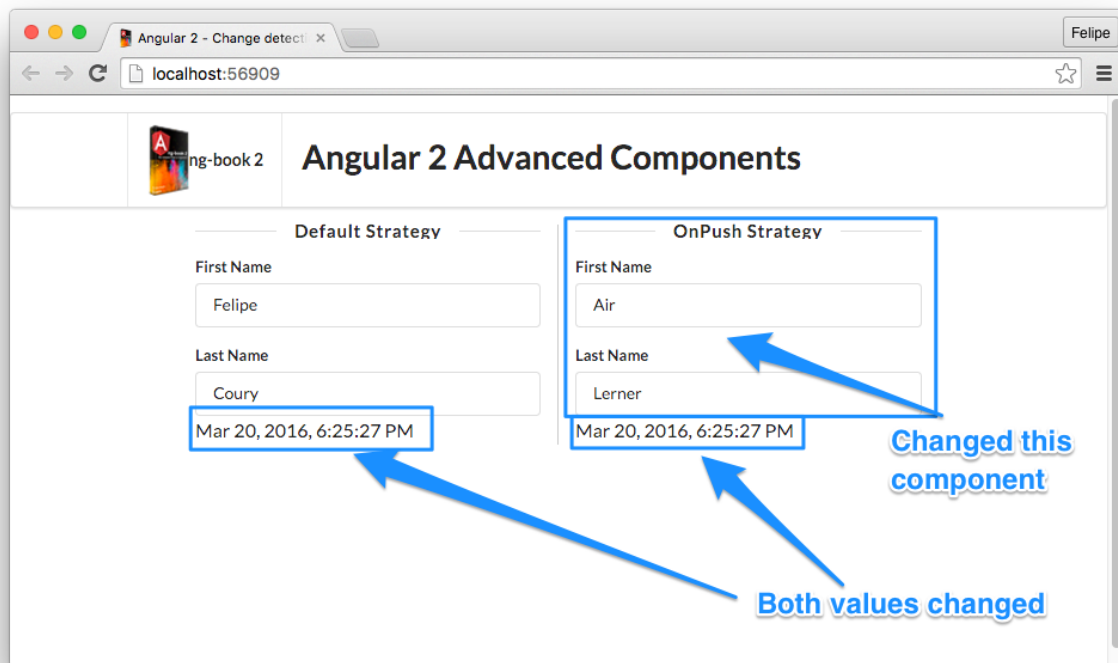 Angular 2 - Change detecti
Felipe
localhost:56909
ng-book 2
Angular 2 Advanced Components
Default Strategy
First Name
Felipe
Last Name
Coury
Mar 20, 2016, 6:25:27 PM
OnPush Strategy
First Name
Air
Last Name
Lerner
Mar 20, 2016, 6:25:27 PM
Changed this
component
Both values changed